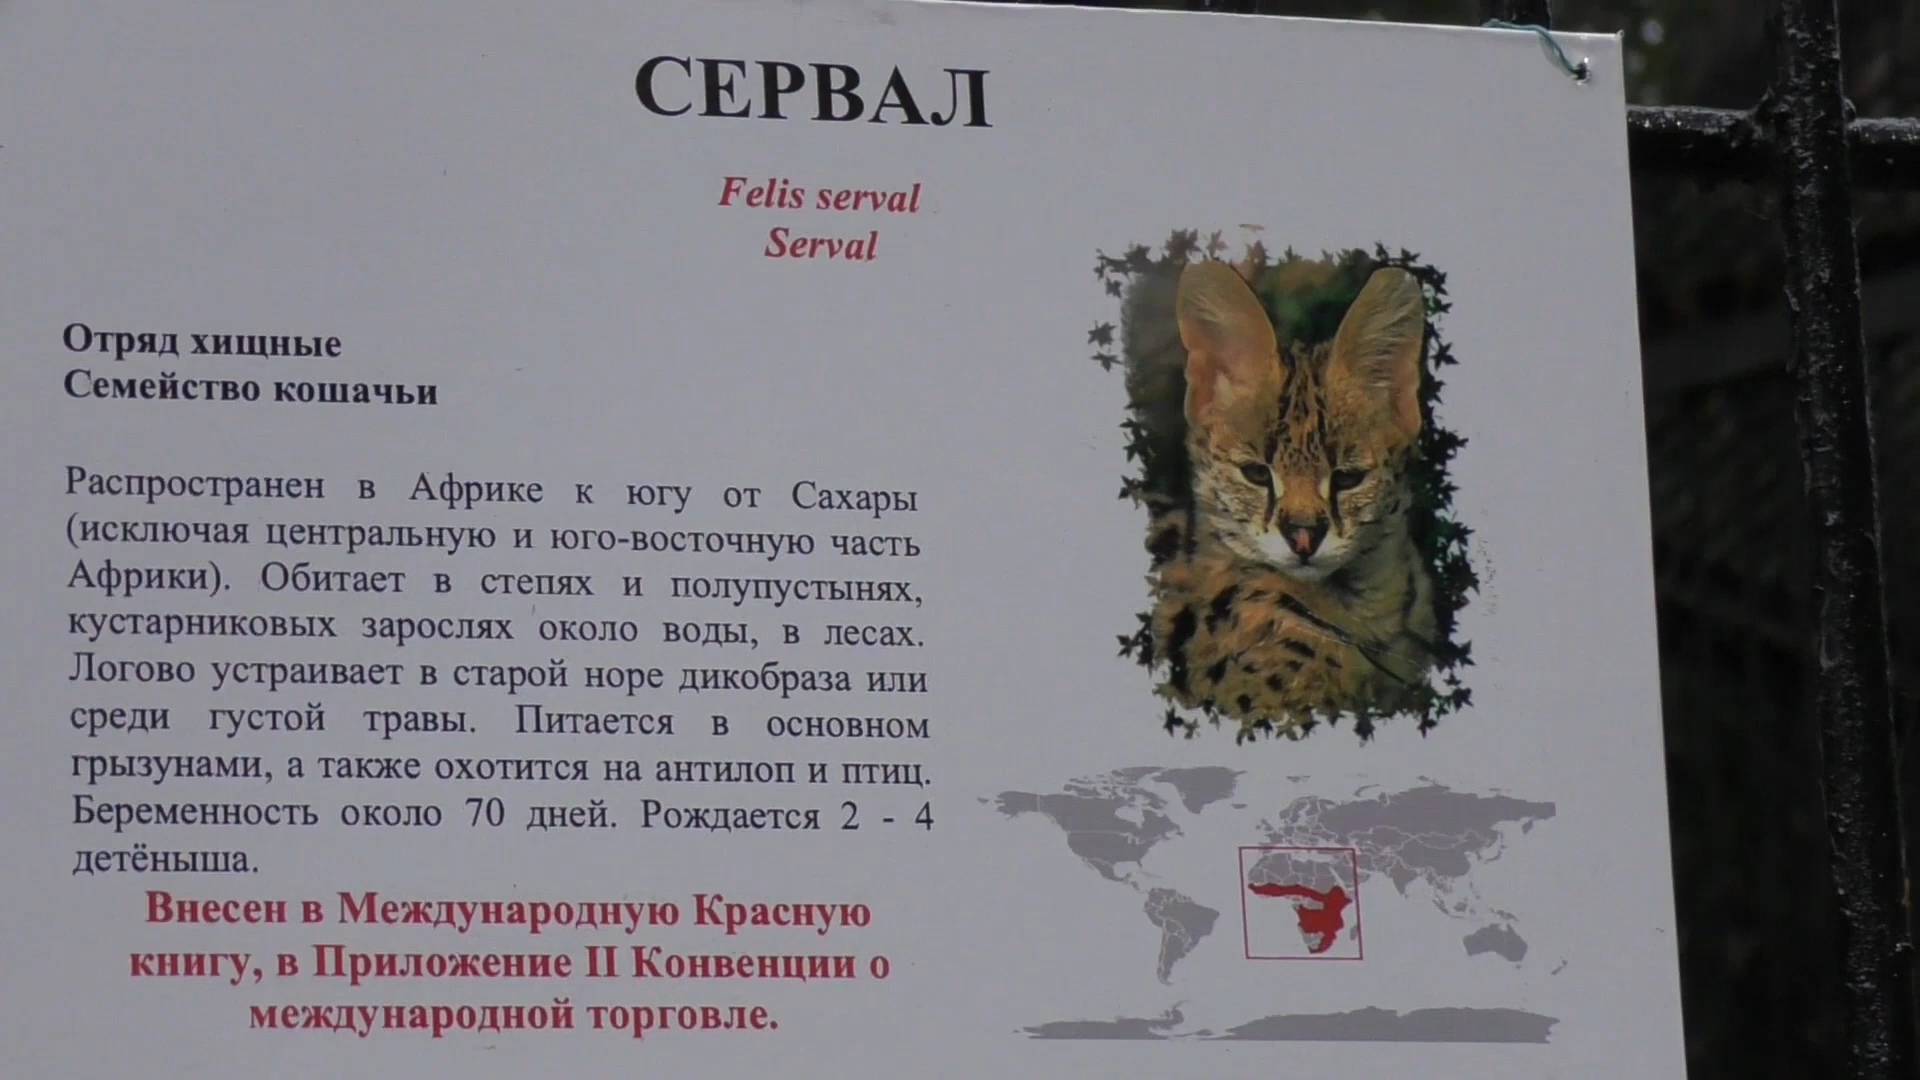 СЕРВАЛ
Felis serval
Serval
Отряд хищные
Семейство кошачьи
Распространен в Африке к югу от Сахары
(исключая центральную и юго-восточную часть
Африки). Обитает в степях и полупустынях,
кустарниковых зарослях около воды, в лесах.
Логово устраивает в старой норе дикобраза или
среди густой травы. Питается в основном
грызунами, а также охотится на антилоп и птиц.
Беременность около 70 дней. Рождается 2 - 4
детёныша.
Внесен в Международную Красную
книгу, в Приложение II Конвенции о
международной торговле.